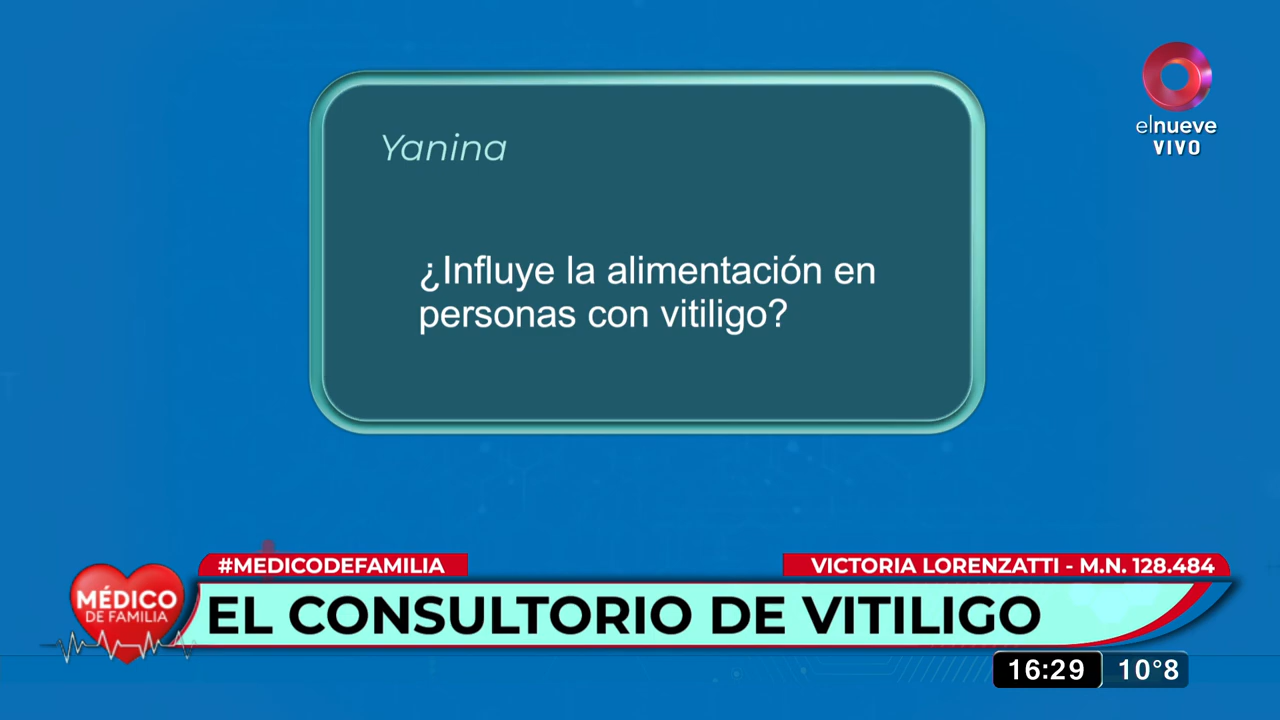 elnueve
VIVO
Yanina
¿Influye la alimentación en
personas con vitiligo?
#MEDICODEFAMILIA
VICTORIA LORENZATTI - M.N. 128.484
MÉDICO
DE FAMILIA
EL CONSULTORIO DE VITILIGO
16:29
10°8